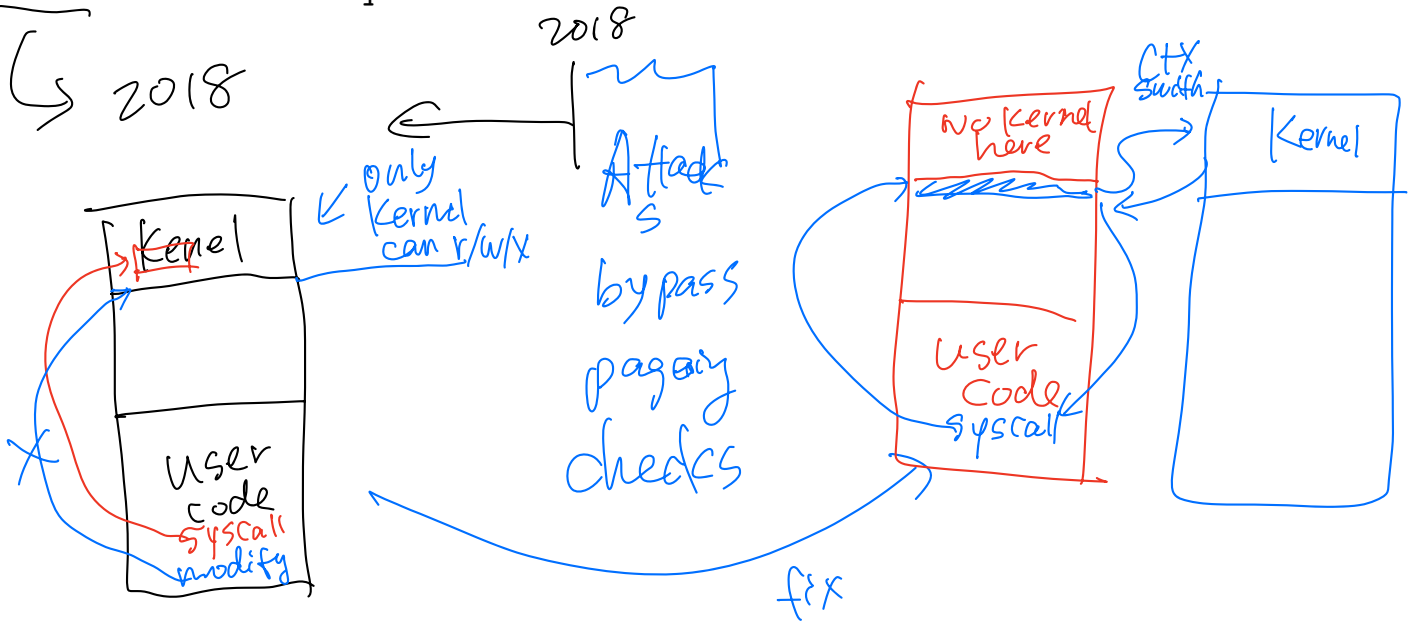 2018
2018
only
kernel
can r/w/x
Kernel
user
code
syscall
modify
Attack
s
bypass
paging
checks
fix
No kernel
here
user
code
syscall
Ctx
switch
Kernel